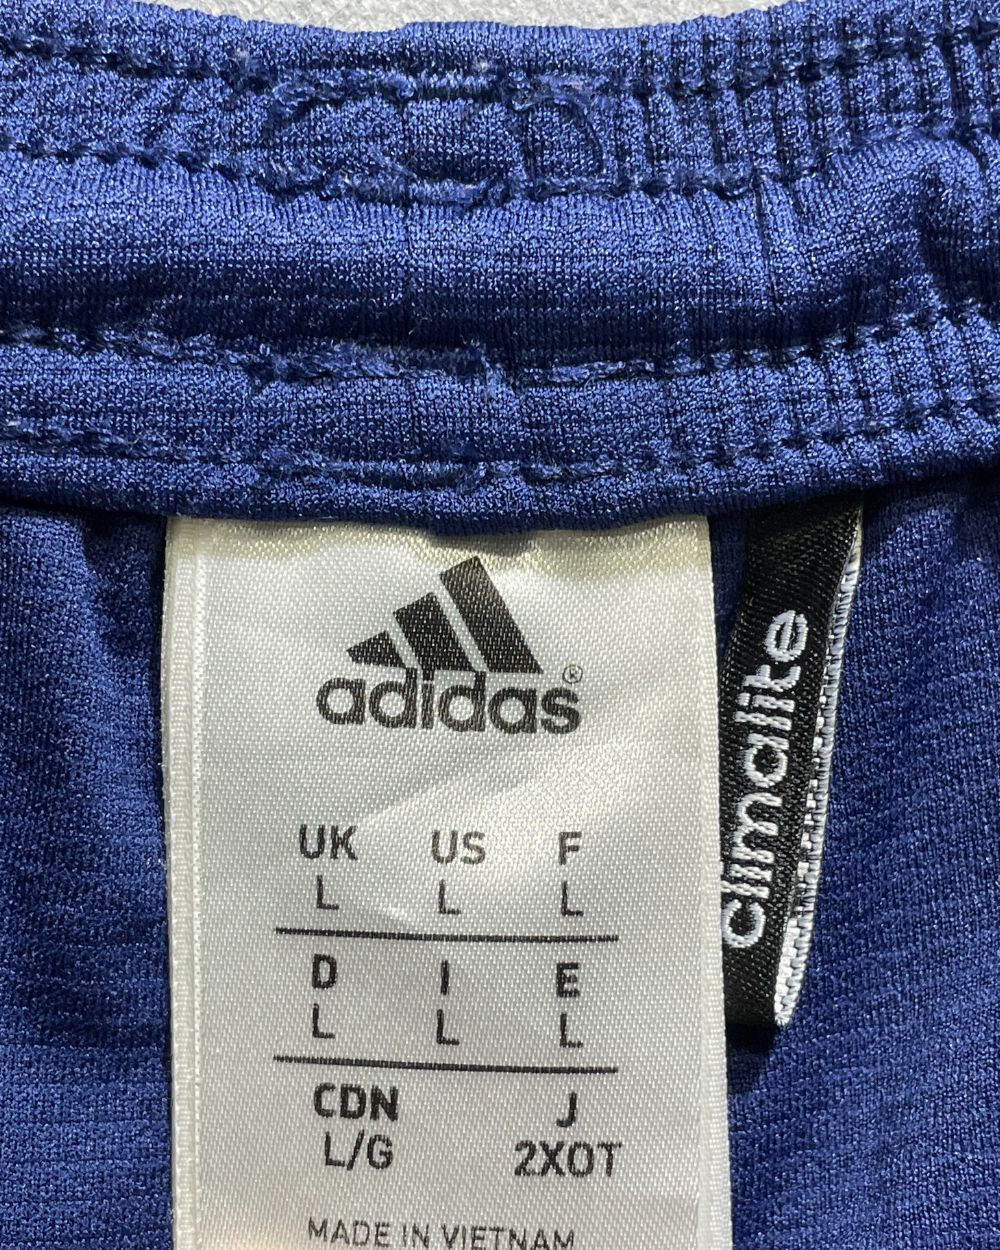 adidas®
climalite
UK US F
L L L
D I E
L L L
CDN J
L/G 2XOT
MADE IN VIETNAM